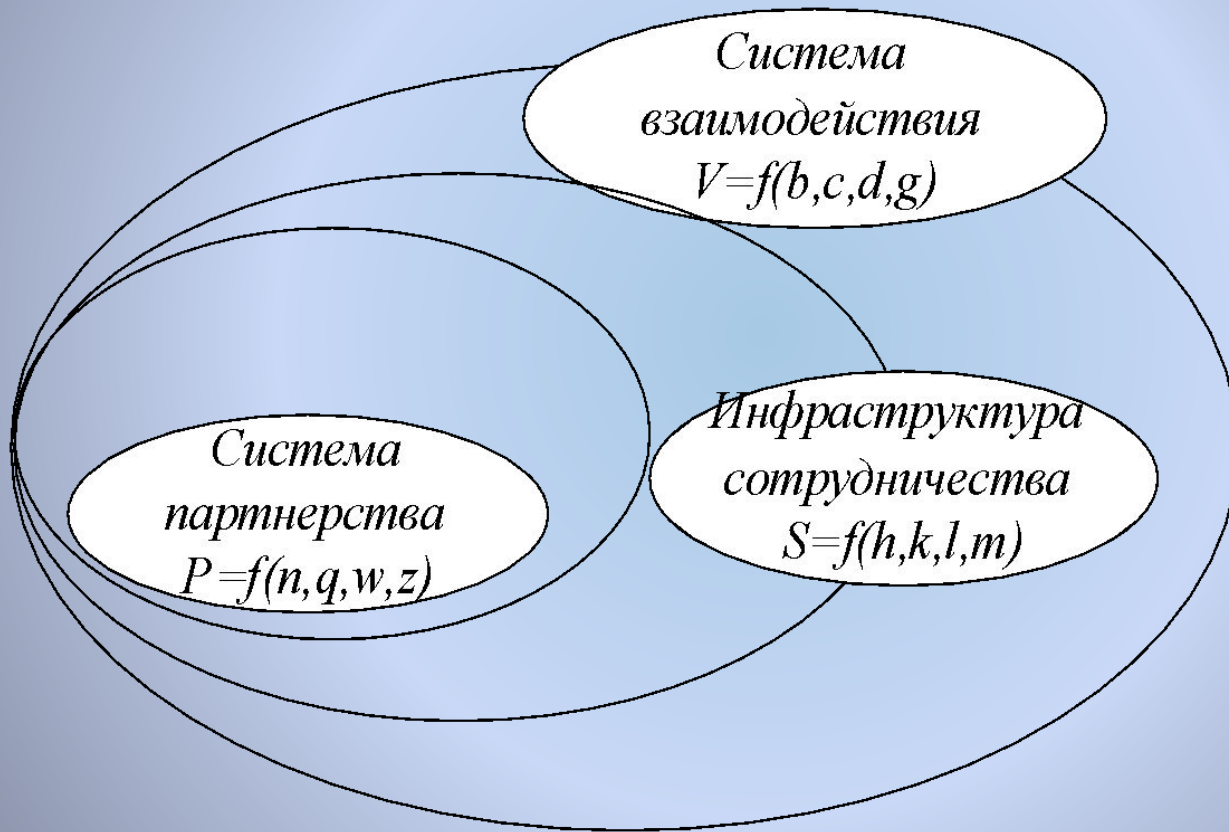 Система
взаимодействия
V=f(b,c,d,g)
Инфраструктура
сотрудничества
S=f(h,k,l,m)
Система
партнерства
P=f(n,q,w,z)